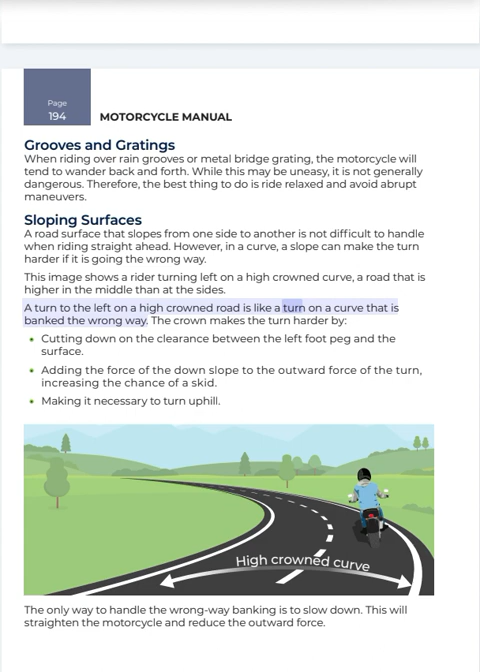 Page
194
MOTORCYCLE MANUAL
Grooves and Gratings
When riding over rain grooves or metal bridge grating, the motorcycle will
tend to wander back and forth. While this may be uneasy, it is not generally
dangerous. Therefore, the best thing to do is ride relaxed and avoid abrupt
maneuvers.
Sloping Surfaces
A road surface that slopes from one side to another is not difficult to handle
when riding straight ahead. However, in a curve, a slope can make the turn
harder if it is going the wrong way.
This image shows a rider turning left on a high crowned curve, a road that is
higher in the middle than at the sides.
A turn to the left on a high crowned road is like a turn on a curve that is
banked the wrong way. The crown makes the turn harder by:
• Cutting down on the clearance between the left foot peg and the
surface.
• Adding the force of the down slope to the outward force of the turn,
increasing the chance of a skid.
• Making it necessary to turn uphill.
High crowned curve
The only way to handle the wrong-way banking is to slow down. This will
straighten the motorcycle and reduce the outward force.